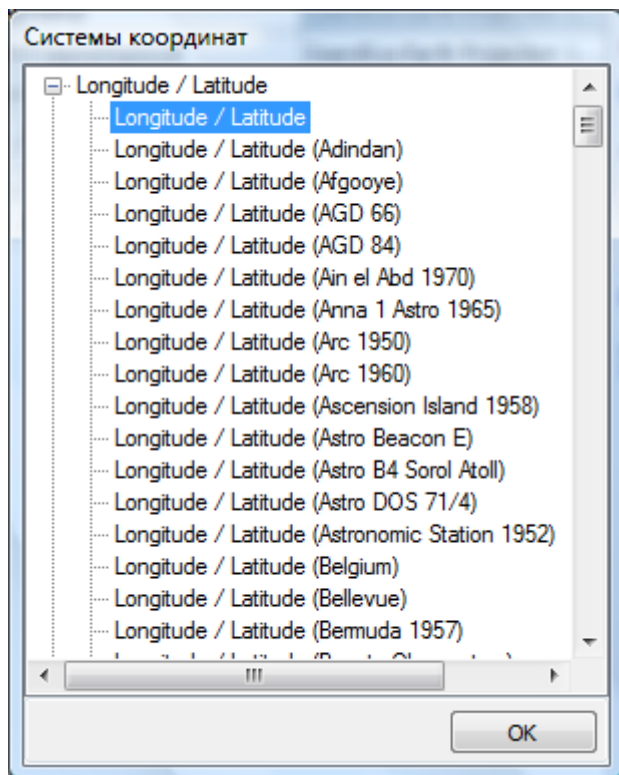 Системы координат
Longitude / Latitude
Longitude / Latitude
Longitude / Latitude (Adindan)
Longitude / Latitude (Afgooye)
Longitude / Latitude (AGD 66)
Longitude / Latitude (AGD 84)
Longitude / Latitude (Ain el Abd 1970)
Longitude / Latitude (Anna 1 Astro 1965)
Longitude / Latitude (Arc 1950)
Longitude / Latitude (Arc 1960)
Longitude / Latitude (Ascension Island 1958)
Longitude / Latitude (Astro Beacon E)
Longitude / Latitude (Astro B4 Sorol Atoll)
Longitude / Latitude (Astro DOS 71/4)
Longitude / Latitude (Astronomic Station 1952)
Longitude / Latitude (Belgium)
Longitude / Latitude (Bellevue)
Longitude / Latitude (Bermuda 1957)
OK